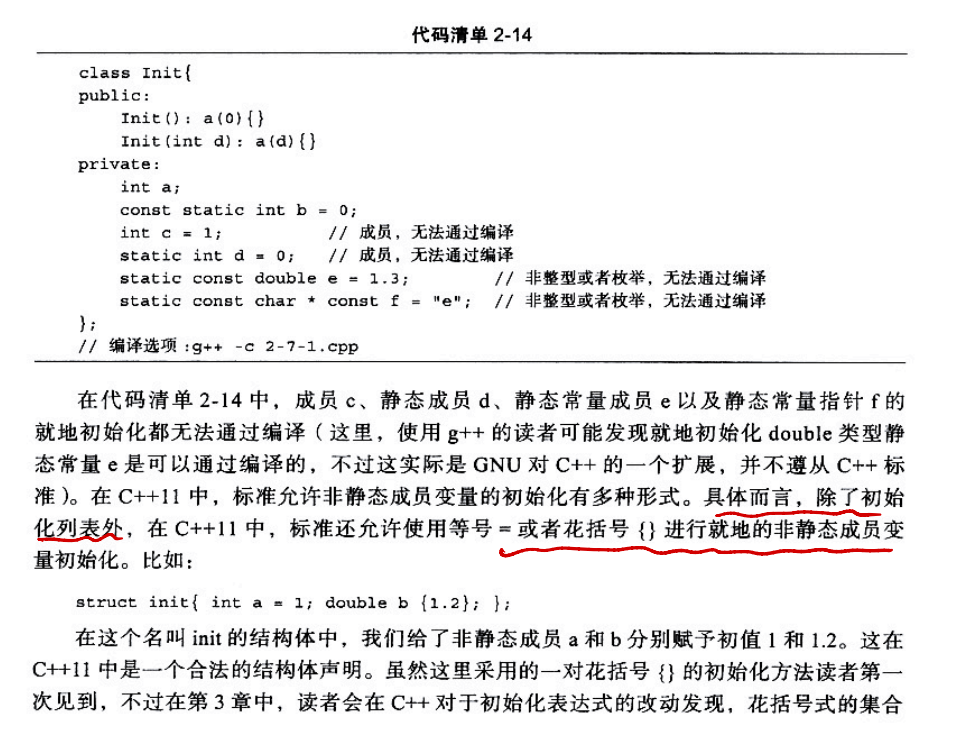 代码清单 2-14
class Init{
public:
Init(): a(0){}
Init(int d): a(d){}
private:
int a;
const static int b = 0;
int c = 1; // 成员，无法通过编译
static int d = 0; // 成员，无法通过编译
static const double e = 1.3; // 非整型或者枚举，无法通过编译
static const char * const f = "e"; // 非整型或者枚举，无法通过编译
};
// 编译选项:g++ -c 2-7-1.cpp
在代码清单 2-14 中，成员 c、静态成员 d、静态常量成员 e 以及静态常量指针 f 的
就地初始化都无法通过编译（这里，使用 g++ 的读者可能发现就地初始化 double 类型静
态常量 e 是可以通过编译的，不过这实际是 GNU 对 C++ 的一个扩展，并不遵从 C++ 标
准）。在 C++11 中，标准允许非静态成员变量的初始化有多种形式。具体而言，除了初始
化列表外，在 C++11 中，标准还允许使用等号 = 或者花括号 {} 进行就地的非静态成员变
量初始化。比如：
struct init{ int a = 1; double b {1.2}; };
在这个名叫 init 的结构体中，我们给了非静态成员 a 和 b 分别赋予初值 1 和 1.2。这在
C++11 中是一个合法的结构体声明。虽然这里采用的一对花括号 {} 的初始化方法读者第一
次见到，不过在第 3 章中，读者会在 C++ 对于初始化表达式的改动发现，花括号式的集合